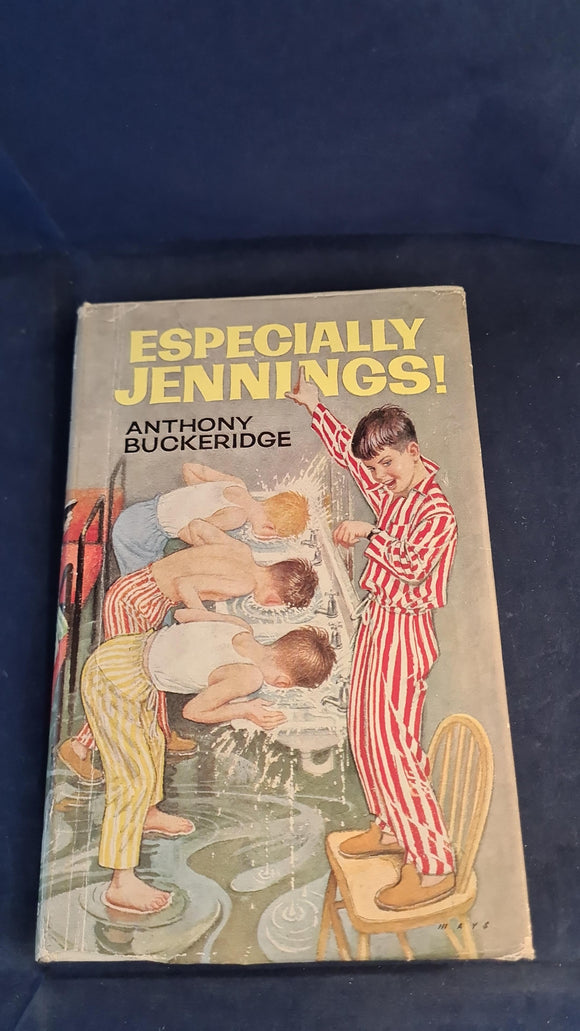 ESPECIALLY
JENNINGS!
ANTHONY
BUCKERIDGE
MAYS